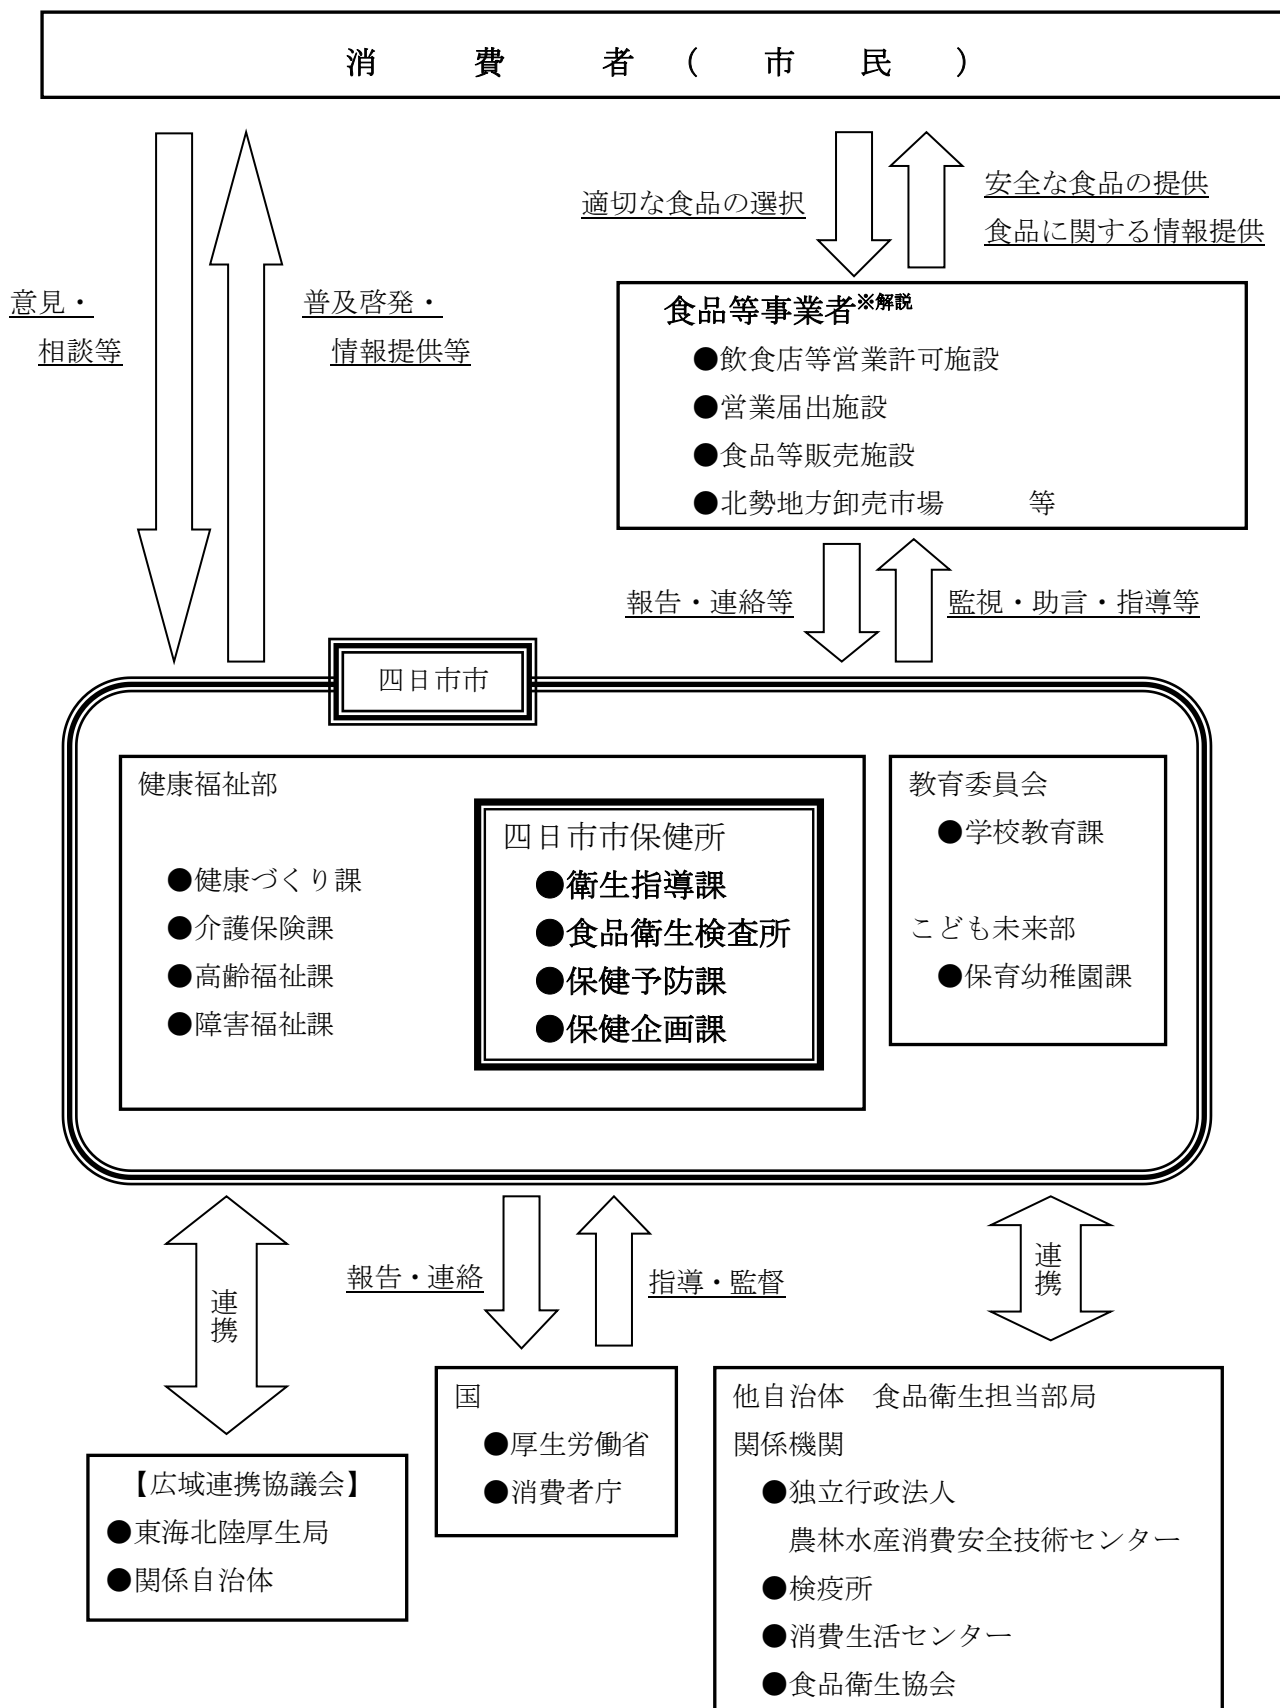 消費者(市民)
適切な食品の選択
安全な食品の提供
食品に関する情報提供
意見・
相談等
普及啓発・
情報提供等
食品等事業者※解説
●飲食店等営業許可施設
●営業届出施設
●食品等販売施設
●北勢地方卸売市場　　　等
報告・連絡等
監視・助言・指導等
四日市市
健康福祉部
●健康づくり課
●介護保険課
●高齢福祉課
●障害福祉課
四日市市保健所
●衛生指導課
●食品衛生検査所
●保健予防課
●保健企画課
教育委員会
●学校教育課
こども未来部
●保育幼稚園課
連携
報告・連絡
指導・監督
連携
【広域連携協議会】
●東海北陸厚生局
●関係自治体
国
●厚生労働省
●消費者庁
他自治体　食品衛生担当部局
関係機関
●独立行政法人
農林水産消費安全技術センター
●検疫所
●消費生活センター
●食品衛生協会